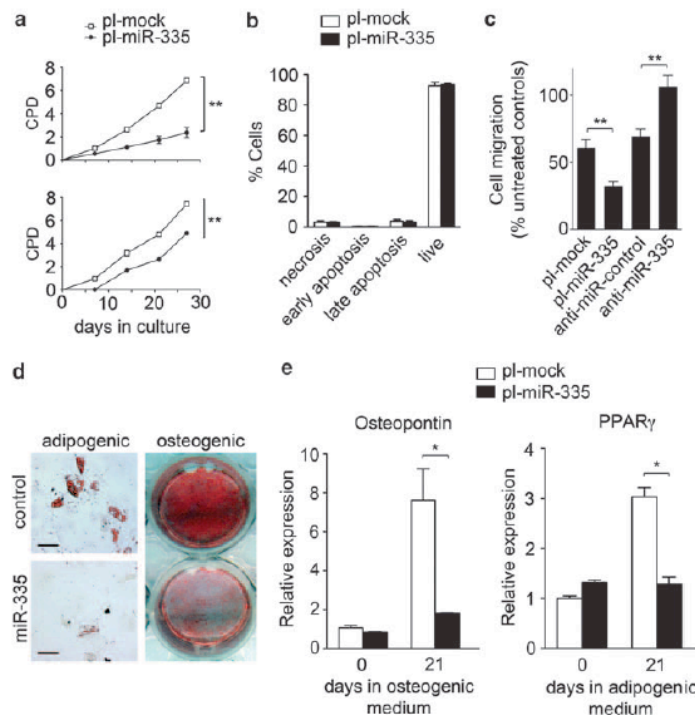 a
pl-mock
pl-miR-335
CPD
8
6
4
2
0
**
CPD
8
6
4
2
0
**
0 10 20 30
days in culture
b
pl-mock
pl-miR-335
% Cells
100
80
60
40
20
0
necrosis
early apoptosis
late apoptosis
live
c
Cell migration
(% untreated controls)
100
50
0
**
**
pl-mock
pl-miR-335
anti-miR-control
anti-miR-335
d
adipogenic osteogenic
control
miR-335
e
pl-mock
pl-miR-335
Osteopontin
Relative expression
10
8
6
4
2
0
*
0 21
days in osteogenic
medium
PPARγ
Relative expression
4
3
2
1
0
*
0 21
days in adipogenic
medium